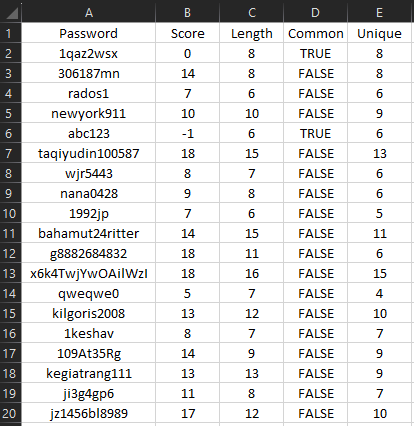 A B C D E
1 Password Score Length Common Unique
2 1qaz2wsx 0 8 TRUE 8
3 306187mn 14 8 FALSE 8
4 rados1 7 6 FALSE 6
5 newyork911 10 10 FALSE 9
6 abc123 -1 6 TRUE 6
7 taqiyudin100587 18 15 FALSE 13
8 wjr5443 8 7 FALSE 6
9 nana0428 9 8 FALSE 6
10 1992jp 7 6 FALSE 5
11 bahamut24ritter 14 15 FALSE 11
12 g8882684832 18 11 FALSE 6
13 x6k4TwjYwOAilWzI 18 16 FALSE 15
14 qweqwe0 5 7 FALSE 4
15 kilgoris2008 13 12 FALSE 10
16 1keshav 8 7 FALSE 7
17 109At35Rg 14 9 FALSE 9
18 kegiatrang111 13 13 FALSE 9
19 ji3g4gp6 11 8 FALSE 7
20 jz1456bl8989 17 12 FALSE 10